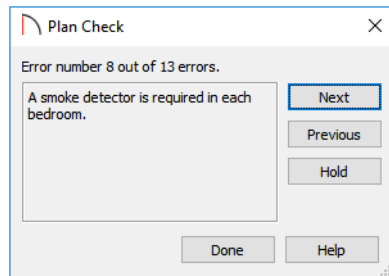 Plan Check
Error number 8 out of 13 errors.
A smoke detector is required in each
bedroom.
Next
Previous
Hold
Done
Help